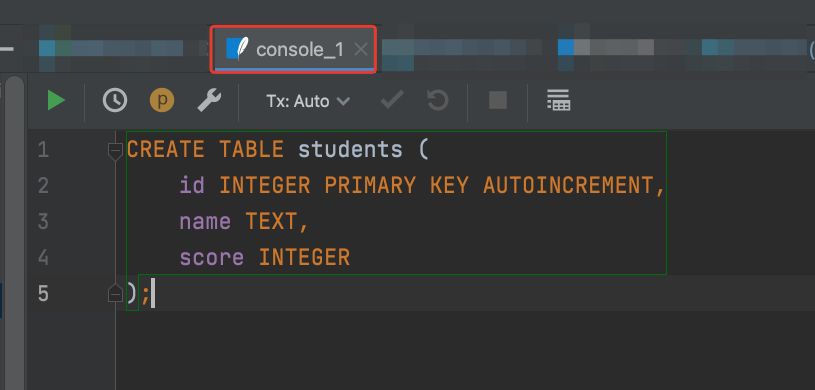 console_1
p
Tx: Auto
1 CREATE TABLE students (
2 id INTEGER PRIMARY KEY AUTOINCREMENT,
3 name TEXT,
4 score INTEGER
5 );